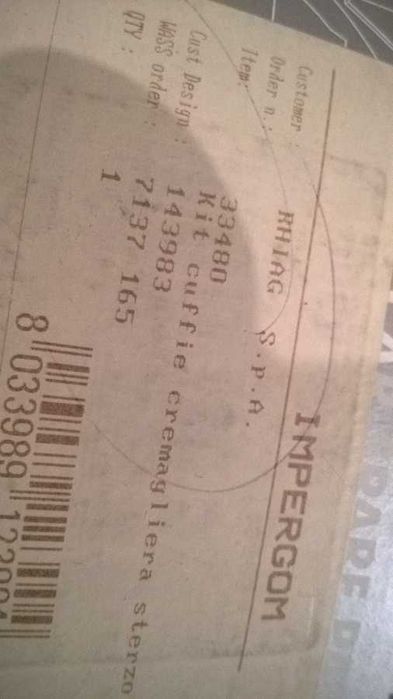 IMPERGOM
Customer : RHIAG S.P.A.
Order n.:
Item: 33480
Kit cuffie cremagliera sterzo
Cust Design : 143983
WASS order : 7137 165
QTY : 1
8 033989